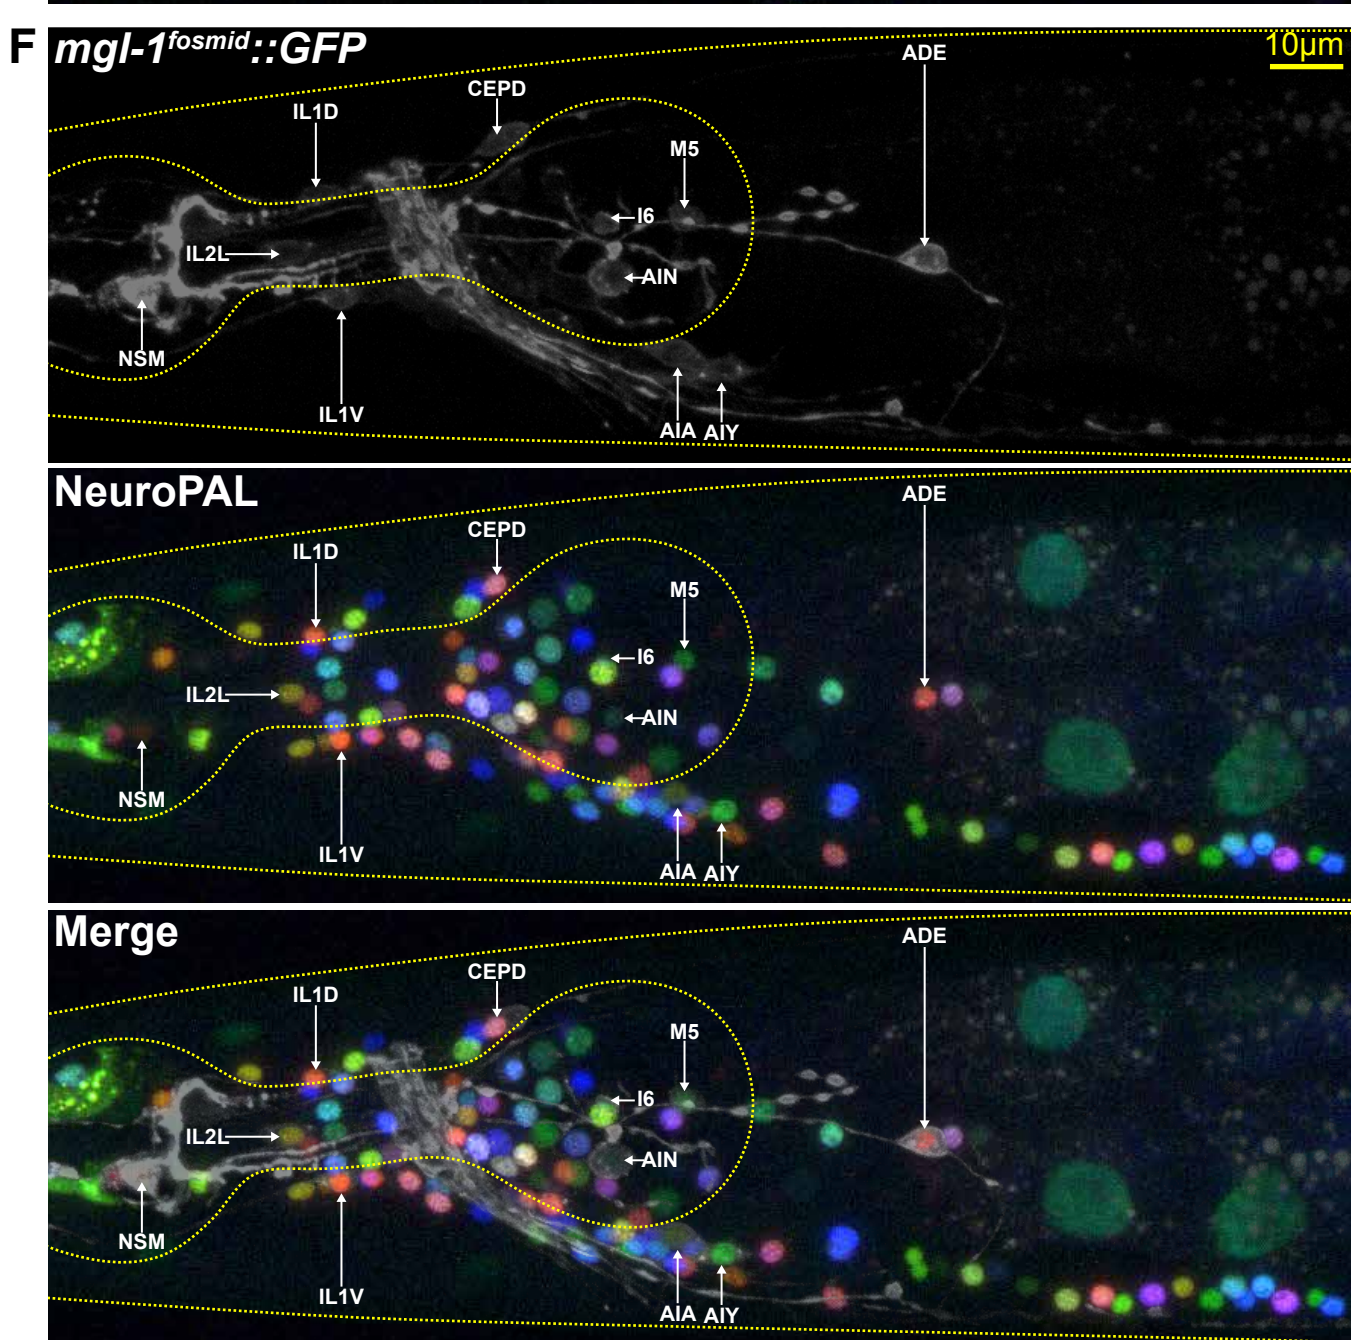 F mgl-1fosmid::GFP
10µm
ADE
CEPD
IL1D
M5
I6
IL2L
AIN
NSM
IL1V
AIA AIY
NeuroPAL
ADE
CEPD
IL1D
M5
I6
IL2L
AIN
NSM
IL1V
AIA AIY
Merge
ADE
CEPD
IL1D
M5
I6
IL2L
AIN
NSM
IL1V
AIA AIY